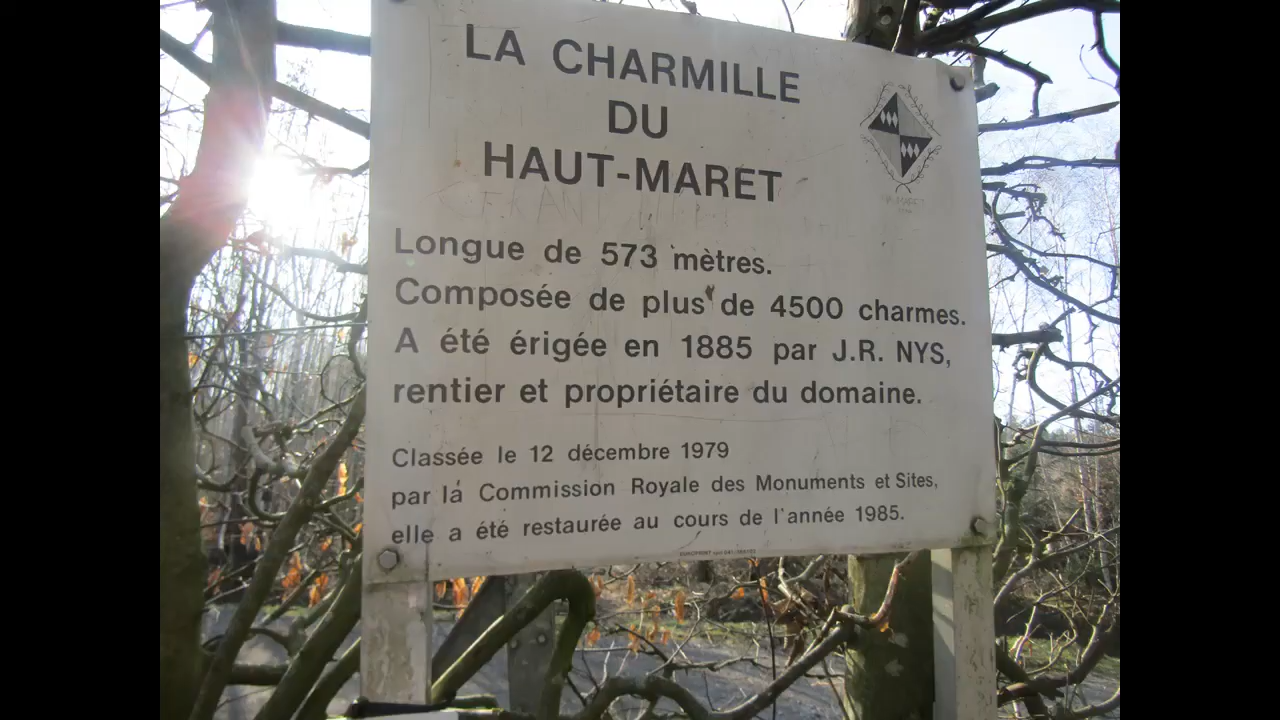 LA CHARMILLE
DU
HAUT-MARET
Longue de 573 mètres.
Composée de plus de 4500 charmes.
A été érigée en 1885 par J.R. NYS,
rentier et propriétaire du domaine.
Classée le 12 décembre 1979
par la Commission Royale des Monuments et Sites,
elle a été restaurée au cours de l'année 1985.